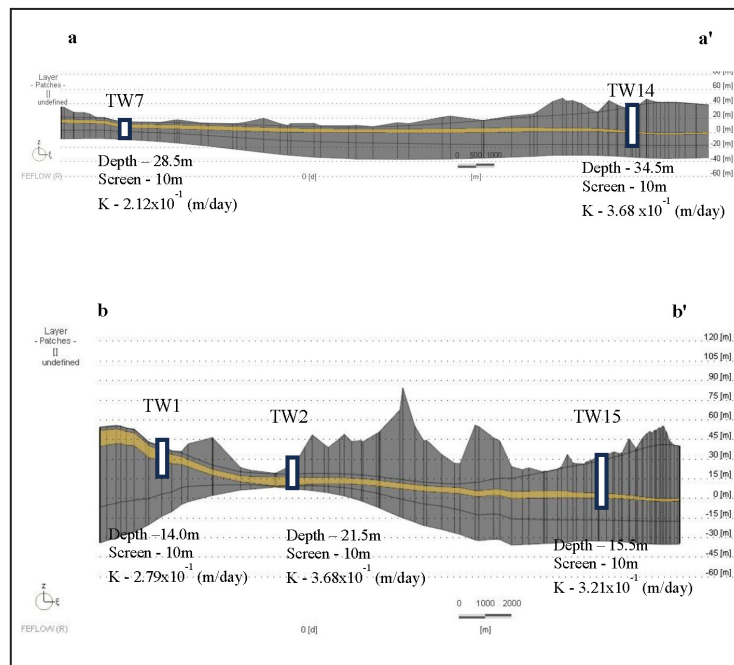 a
a'
Layer
- Patches -
[]
undefined
TW7
TW14
60 [m]
40 [m]
20 [m]
0 [m]
-20 [m]
-40 [m]
-60 [m]
z
ξ
Depth – 28.5m
Screen - 10m
K - 2.12x10⁻¹ (m/day)
0 500 1000
Depth - 34.5m
Screen - 10m
K - 3.68 x10⁻¹ (m/day)
FEFLOW (R)
0 [d]
[m]
b
b'
Layer
- Patches -
[]
undefined
120 [m]
105 [m]
90 [m]
75 [m]
60 [m]
45 [m]
30 [m]
15 [m]
0 [m]
-15 [m]
-30 [m]
-45 [m]
-60 [m]
TW1
TW2
TW15
Depth –14.0m
Screen - 10m
K - 2.79x10⁻¹ (m/day)
Depth – 21.5m
Screen - 10m
K – 3.68x10⁻¹ (m/day)
Depth – 15.5m
Screen - 10m
K - 3.21x10⁻¹ (m/day)
z
ξ
0 1000 2000
FEFLOW (R)
0 [d]
[m]